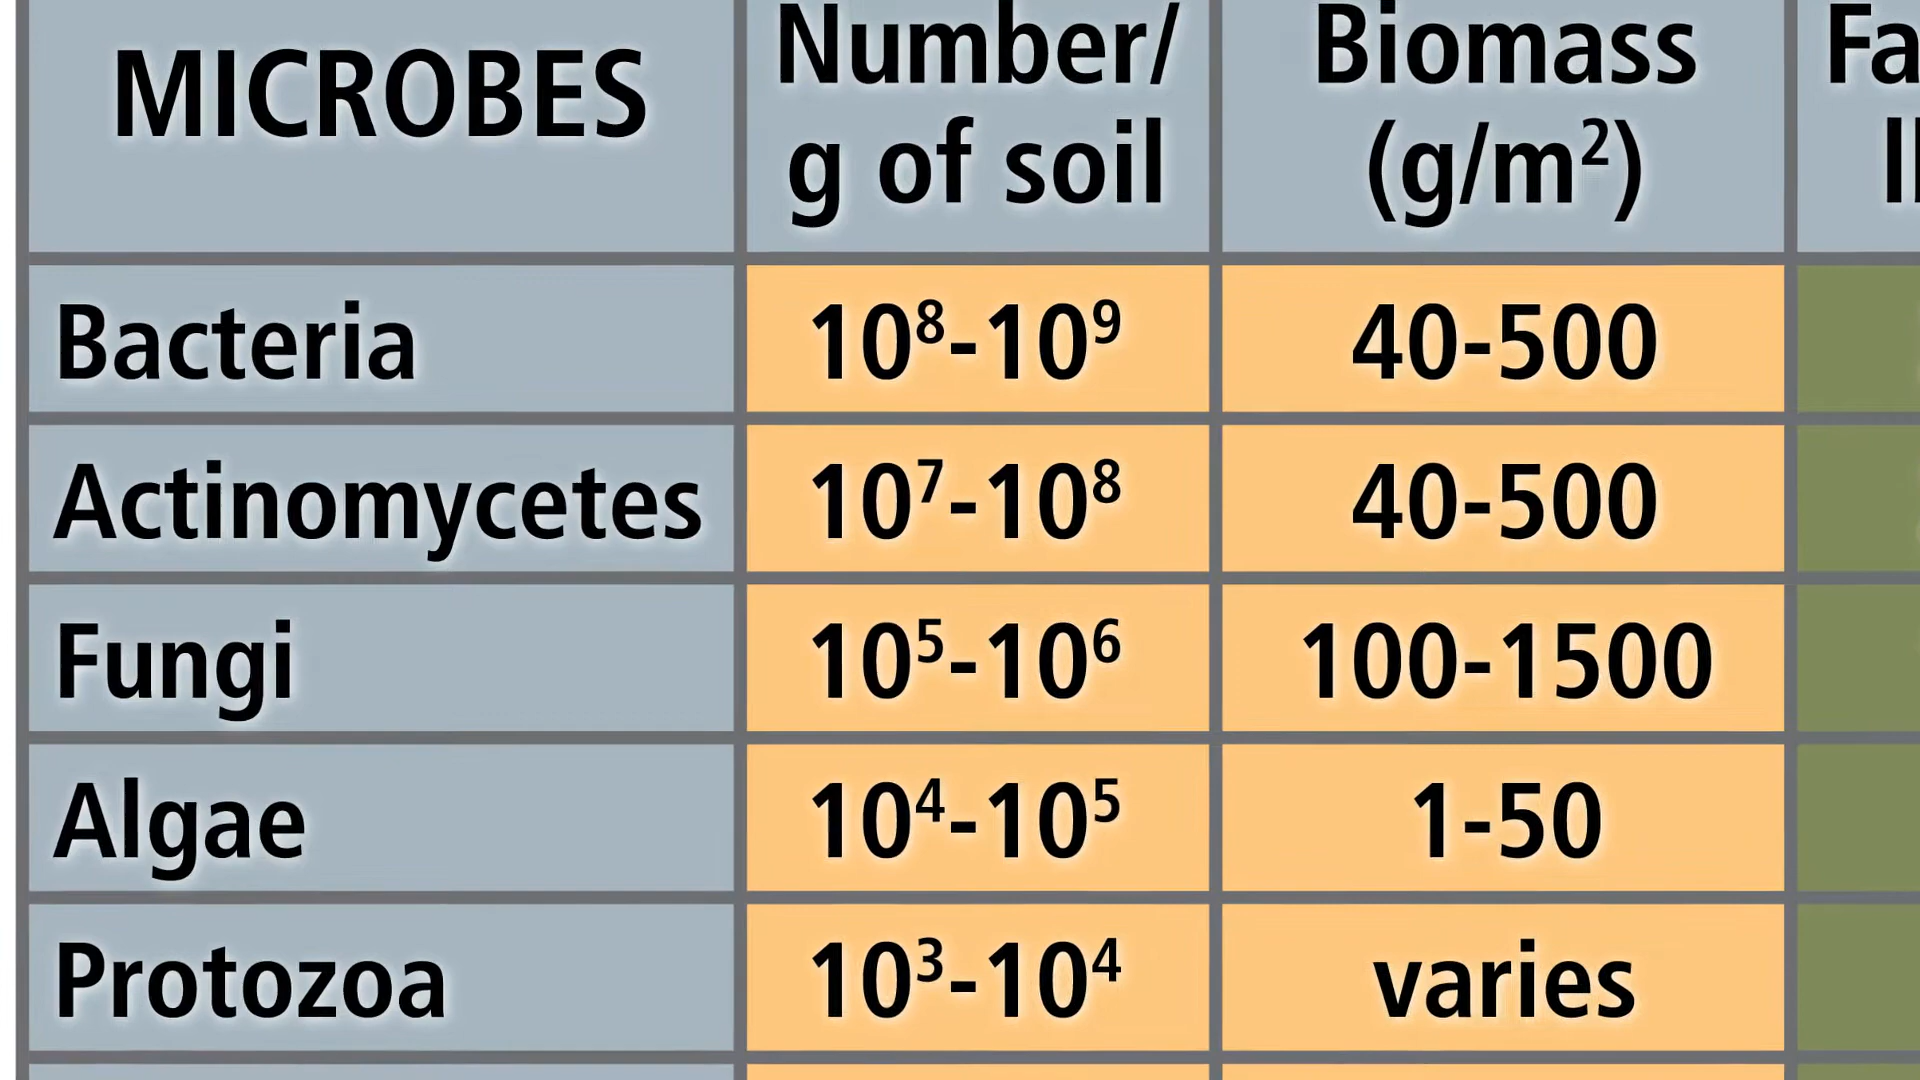 MICROBES Number/ g of soil Biomass (g/m²) Fa
Bacteria 10⁸-10⁹ 40-500
Actinomycetes 10⁷-10⁸ 40-500
Fungi 10⁵-10⁶ 100-1500
Algae 10⁴-10⁵ 1-50
Protozoa 10³-10⁴ varies